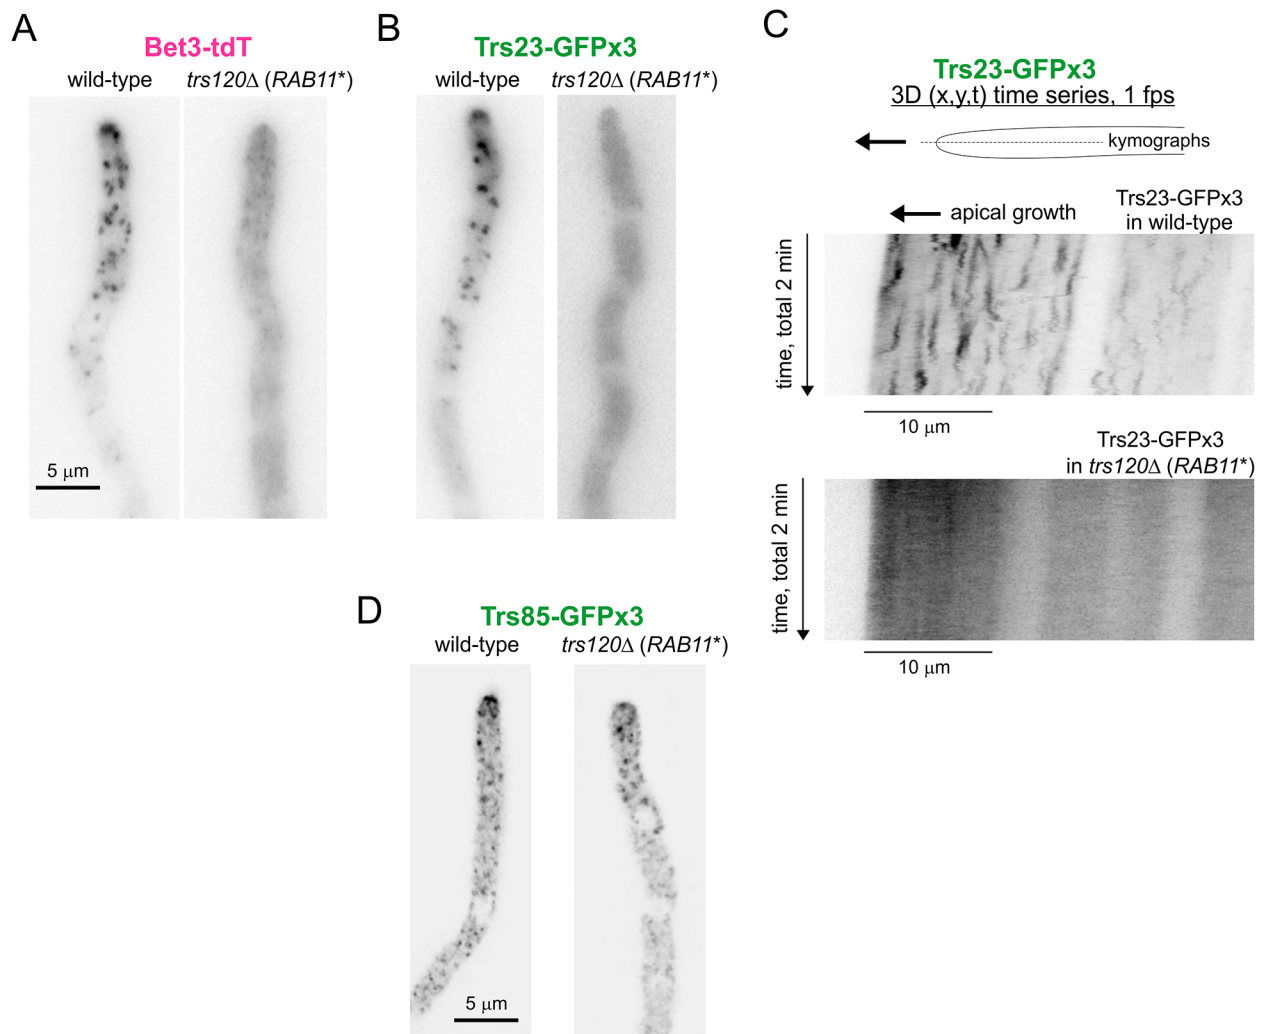 A
Bet3-tdT
wild-type
trs120Δ (RAB11*)
5 μm
B
Trs23-GFPx3
wild-type
trs120Δ (RAB11*)
C
Trs23-GFPx3
3D (x,y,t) time series, 1 fps
kymographs
apical growth
Trs23-GFPx3
in wild-type
time, total 2 min
10 μm
Trs23-GFPx3
in trs120Δ (RAB11*)
time, total 2 min
10 μm
D
Trs85-GFPx3
wild-type
trs120Δ (RAB11*)
5 μm